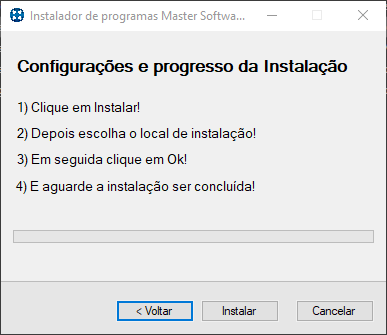 Instalador de programas Master Softwa...
Configurações e progresso da Instalação
1) Clique em Instalar!
2) Depois escolha o local de instalação!
3) Em seguida clique em Ok!
4) E aguarde a instalação ser concluída!
< Voltar
Instalar
Cancelar